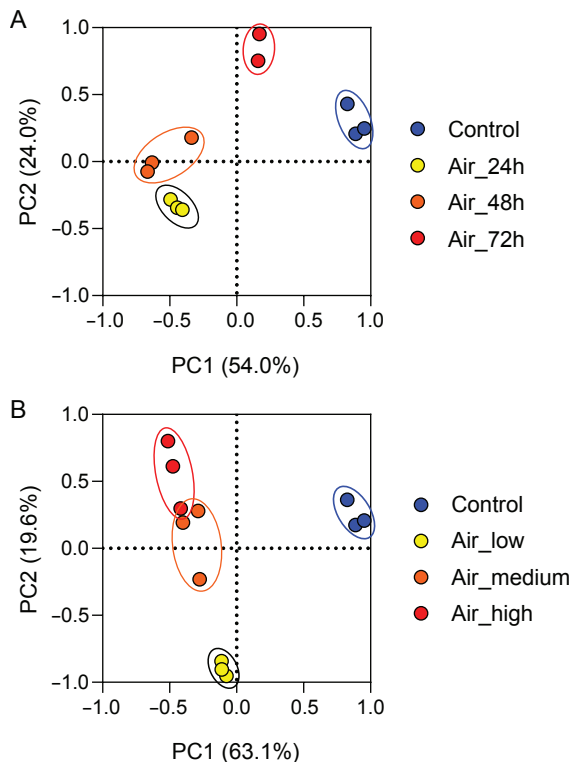 A
1.0
0.5
0.0
−0.5
−1.0
PC2 (24.0%)
−1.0 −0.5 0.0 0.5 1.0
PC1 (54.0%)
Control
Air_24h
Air_48h
Air_72h
B
1.0
0.5
0.0
−0.5
−1.0
PC2 (19.6%)
−1.0 −0.5 0.0 0.5 1.0
PC1 (63.1%)
Control
Air_low
Air_medium
Air_high